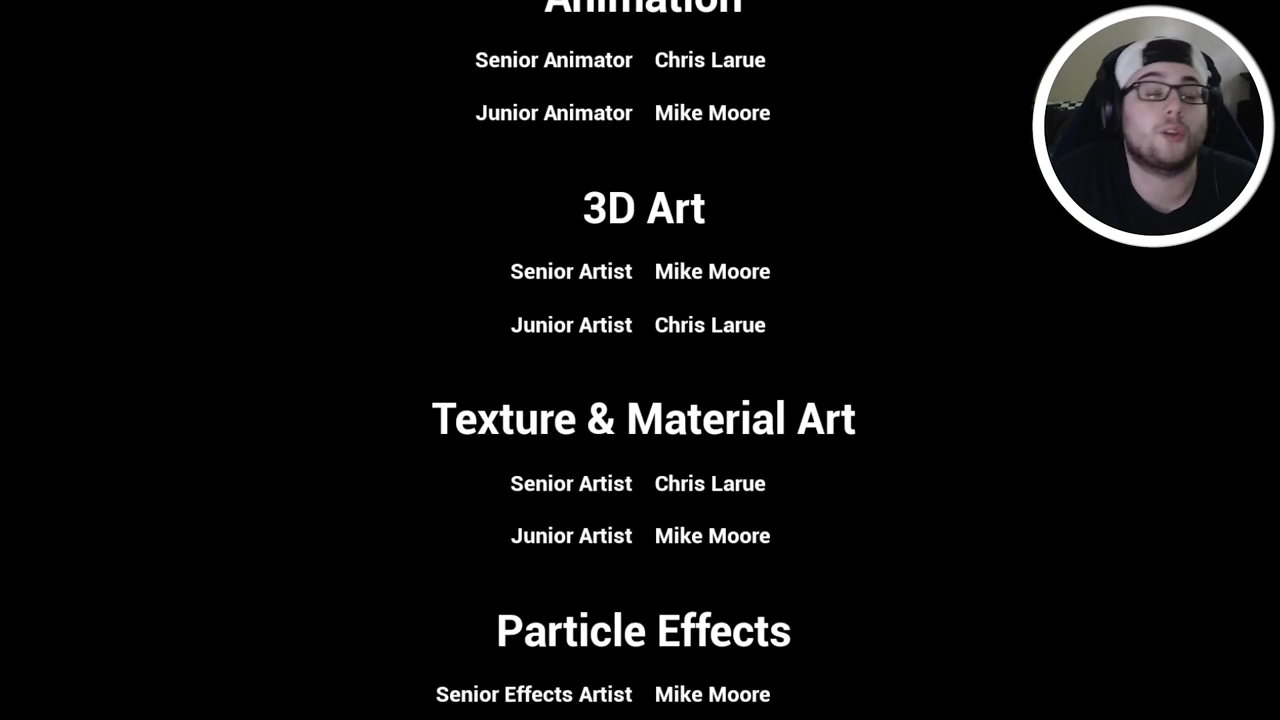 Animation
Senior Animator Chris Larue
Junior Animator Mike Moore
3D Art
Senior Artist Mike Moore
Junior Artist Chris Larue
Texture & Material Art
Senior Artist Chris Larue
Junior Artist Mike Moore
Particle Effects
Senior Effects Artist Mike Moore